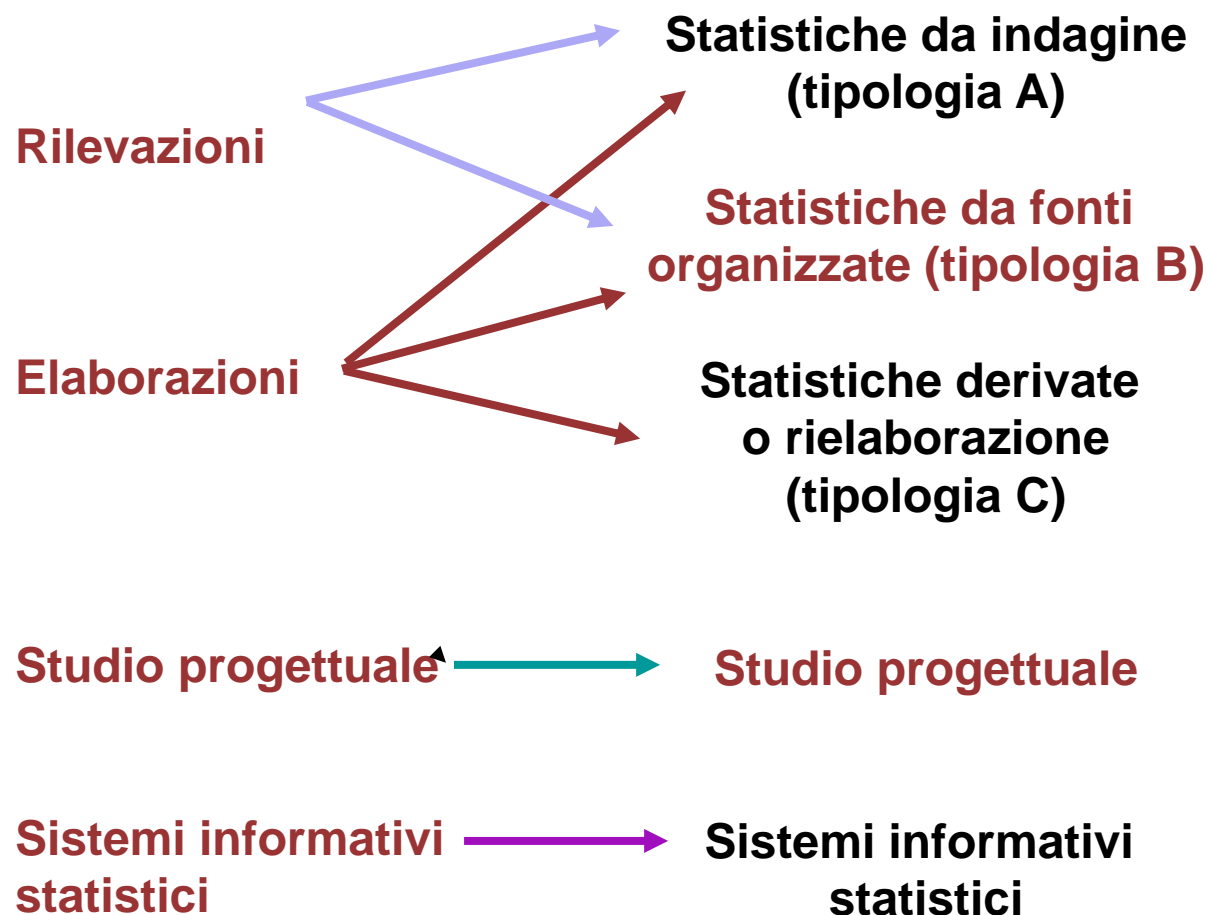 Rilevazioni
Elaborazioni
Studio progettuale
Sistemi informativi
statistici
Statistiche da indagine
(tipologia A)
Statistiche da fonti
organizzate (tipologia B)
Statistiche derivate
o rielaborazione
(tipologia C)
Studio progettuale
Sistemi informativi
statistici